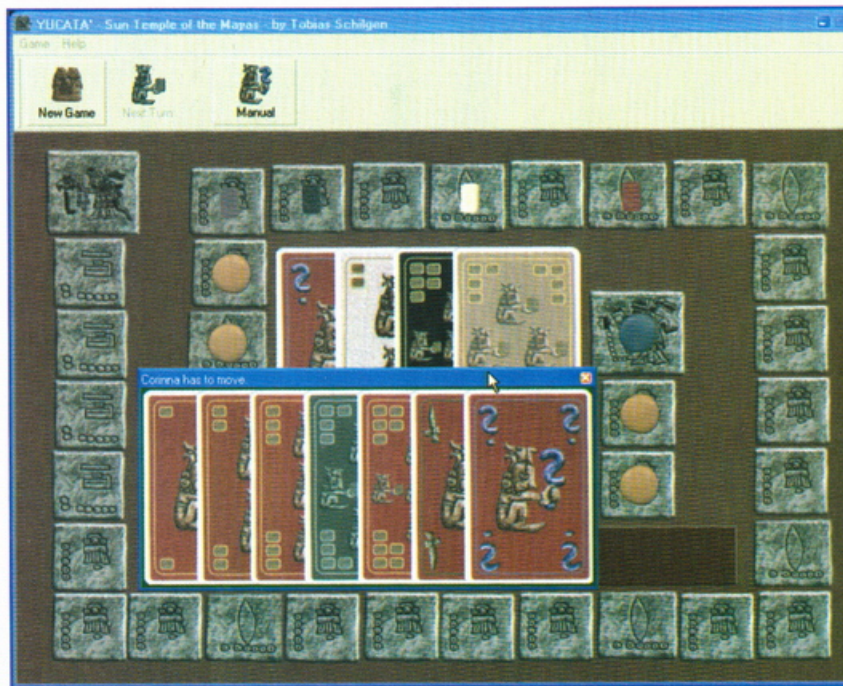 YUCATA' - Sun Temple of the Mayas - by Tobias Schilgen
Game Help
New Game Next Turn Manual
Corinna has to move.